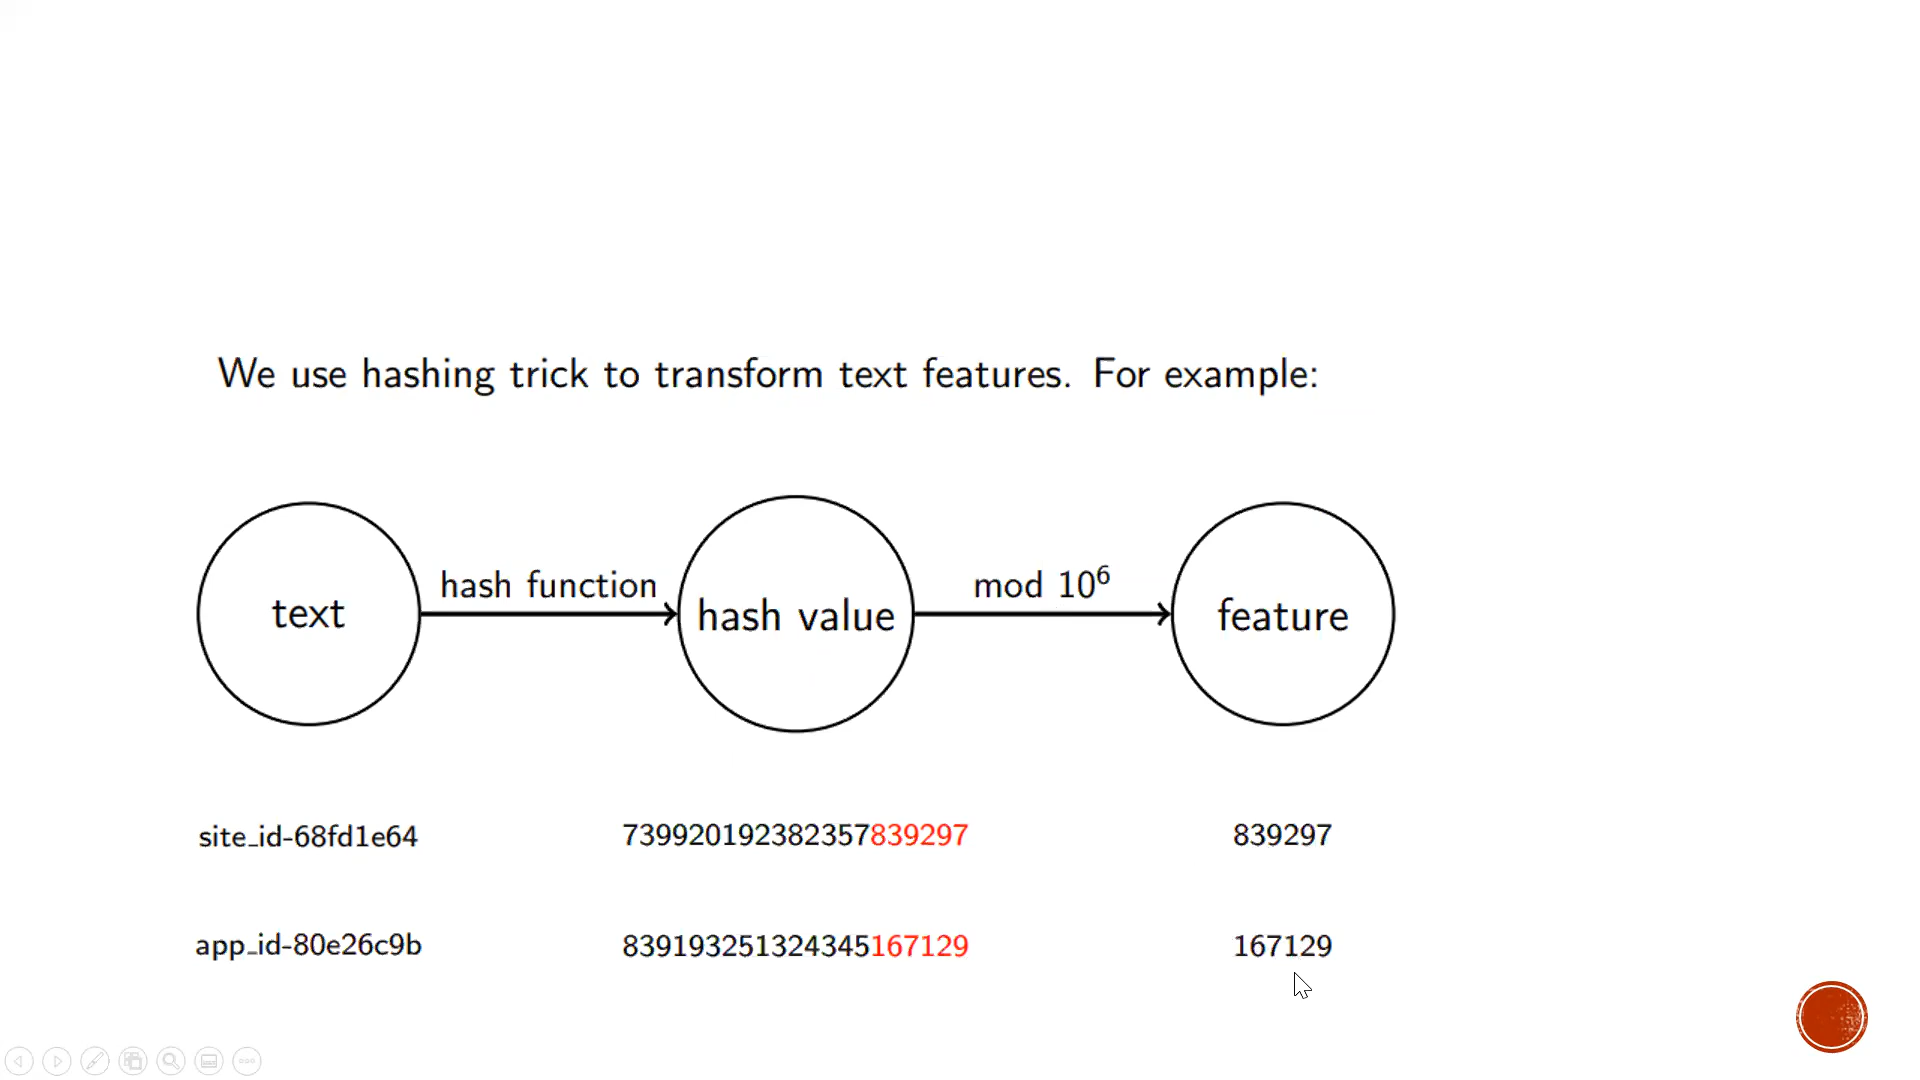 We use hashing trick to transform text features. For example:
text
hash function
hash value
mod 10⁶
feature
site_id-68fd1e64
739920192382357839297
839297
app_id-80e26c9b
839193251324345167129
167129